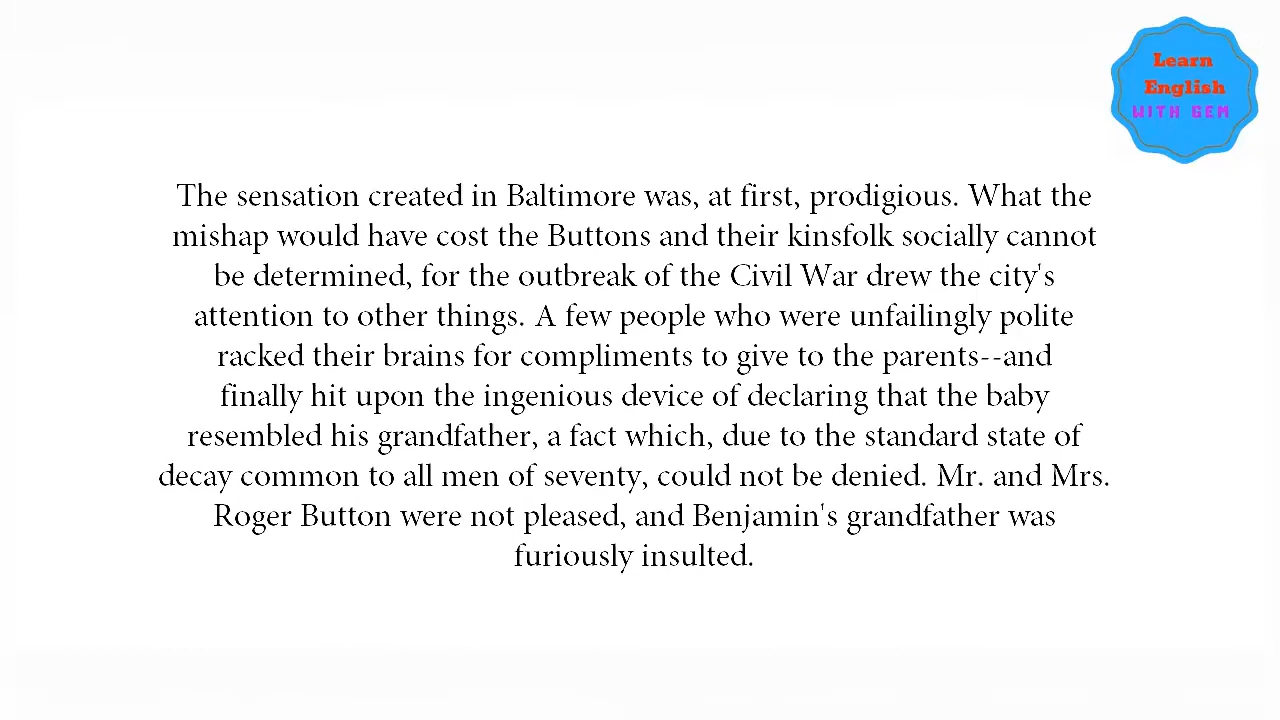 Learn
English
WITH GEM
The sensation created in Baltimore was, at first, prodigious. What the
mishap would have cost the Buttons and their kinsfolk socially cannot
be determined, for the outbreak of the Civil War drew the city's
attention to other things. A few people who were unfailingly polite
racked their brains for compliments to give to the parents--and
finally hit upon the ingenious device of declaring that the baby
resembled his grandfather, a fact which, due to the standard state of
decay common to all men of seventy, could not be denied. Mr. and Mrs.
Roger Button were not pleased, and Benjamin's grandfather was
furiously insulted.